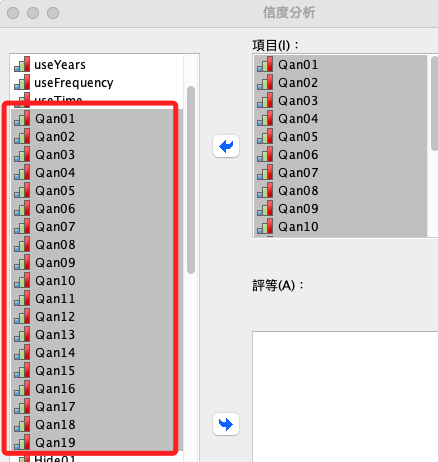 信度分析
useYears
useFrequency
useTime
Qan01
Qan02
Qan03
Qan04
Qan05
Qan06
Qan07
Qan08
Qan09
Qan10
Qan11
Qan12
Qan13
Qan14
Qan15
Qan16
Qan17
Qan18
Qan19
Hide01
項目(I)：
Qan01
Qan02
Qan03
Qan04
Qan05
Qan06
Qan07
Qan08
Qan09
Qan10
評等(A)：